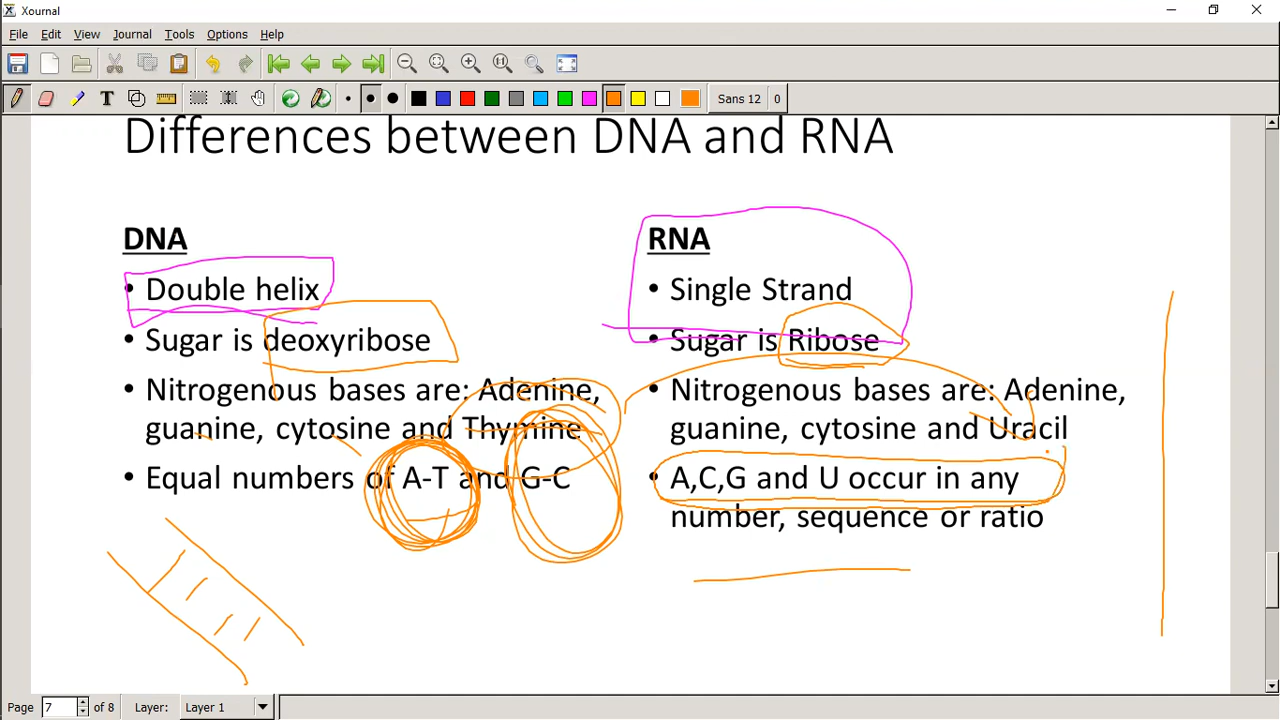 Xournal
File Edit View Journal Tools Options Help
Sans 12 0
Differences between DNA and RNA
DNA
• Double helix
• Sugar is deoxyribose
• Nitrogenous bases are: Adenine,
guanine, cytosine and Thymine
• Equal numbers of A-T and G-C
RNA
• Single Strand
• Sugar is Ribose
• Nitrogenous bases are: Adenine,
guanine, cytosine and Uracil
• A,C,G and U occur in any
number, sequence or ratio
Page 7 of 8 Layer: Layer 1